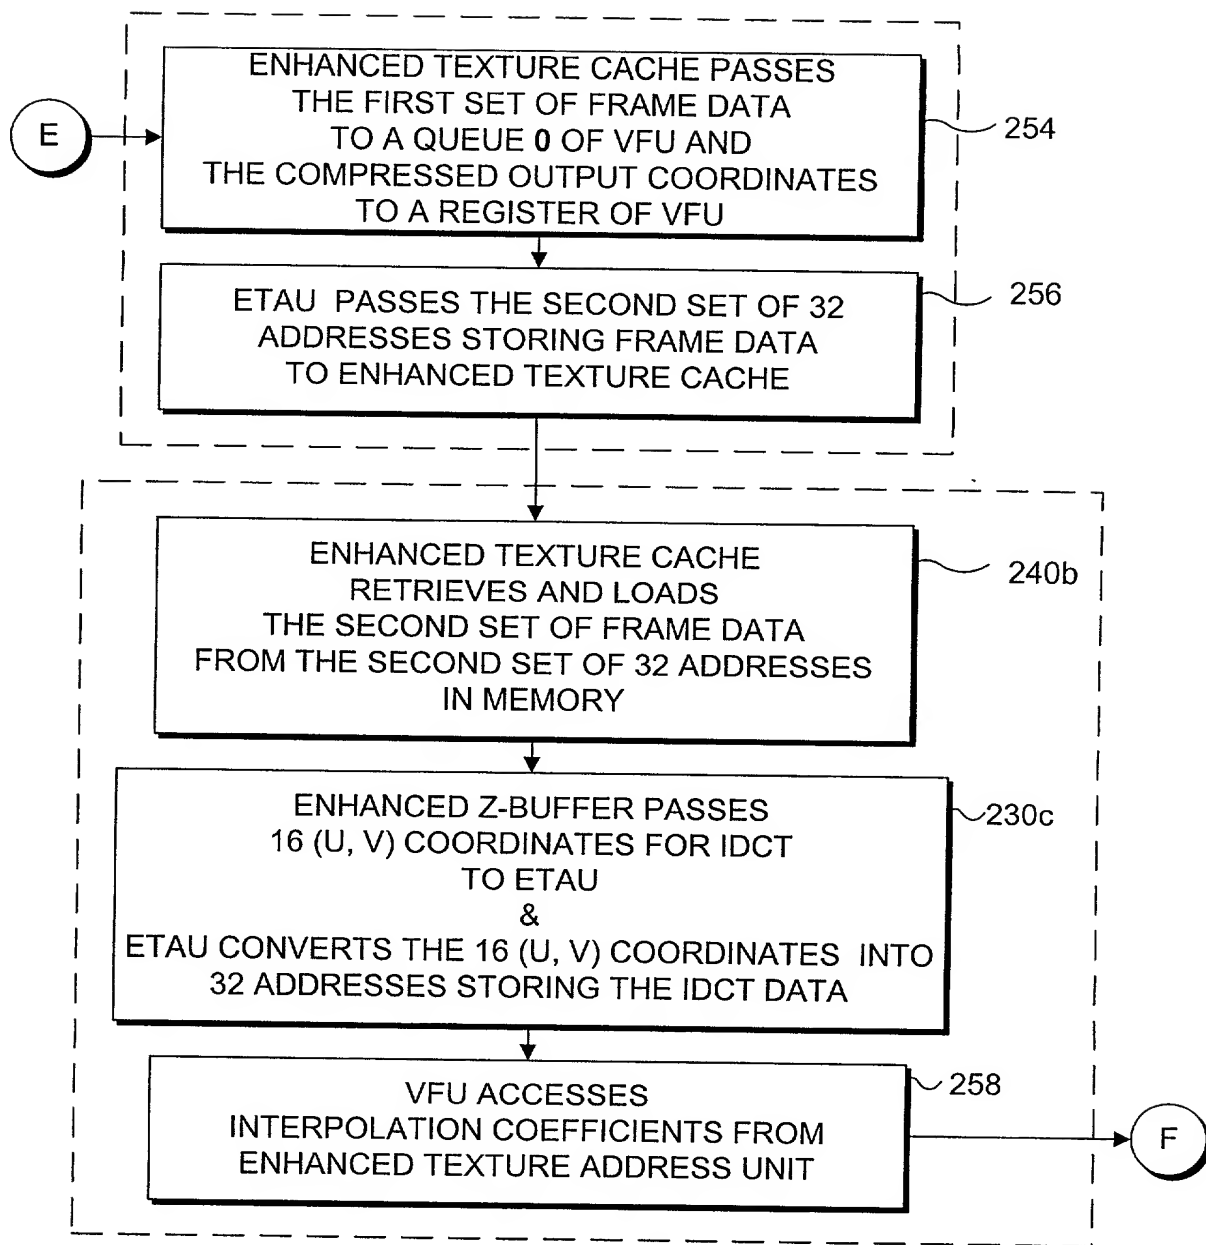 ENHANCED TEXTURE CACHE PASSES
THE FIRST SET OF FRAME DATA
TO A QUEUE 0 OF VFU AND
THE COMPRESSED OUTPUT COORDINATES
TO A REGISTER OF VFU
E
254
ETAU PASSES THE SECOND SET OF 32
ADDRESSES STORING FRAME DATA
TO ENHANCED TEXTURE CACHE
256
ENHANCED TEXTURE CACHE
RETRIEVES AND LOADS
THE SECOND SET OF FRAME DATA
FROM THE SECOND SET OF 32 ADDRESSES
IN MEMORY
240b
ENHANCED Z-BUFFER PASSES
16 (U, V) COORDINATES FOR IDCT
TO ETAU
&
ETAU CONVERTS THE 16 (U, V) COORDINATES INTO
32 ADDRESSES STORING THE IDCT DATA
230c
VFU ACCESSES
INTERPOLATION COEFFICIENTS FROM
ENHANCED TEXTURE ADDRESS UNIT
258
F